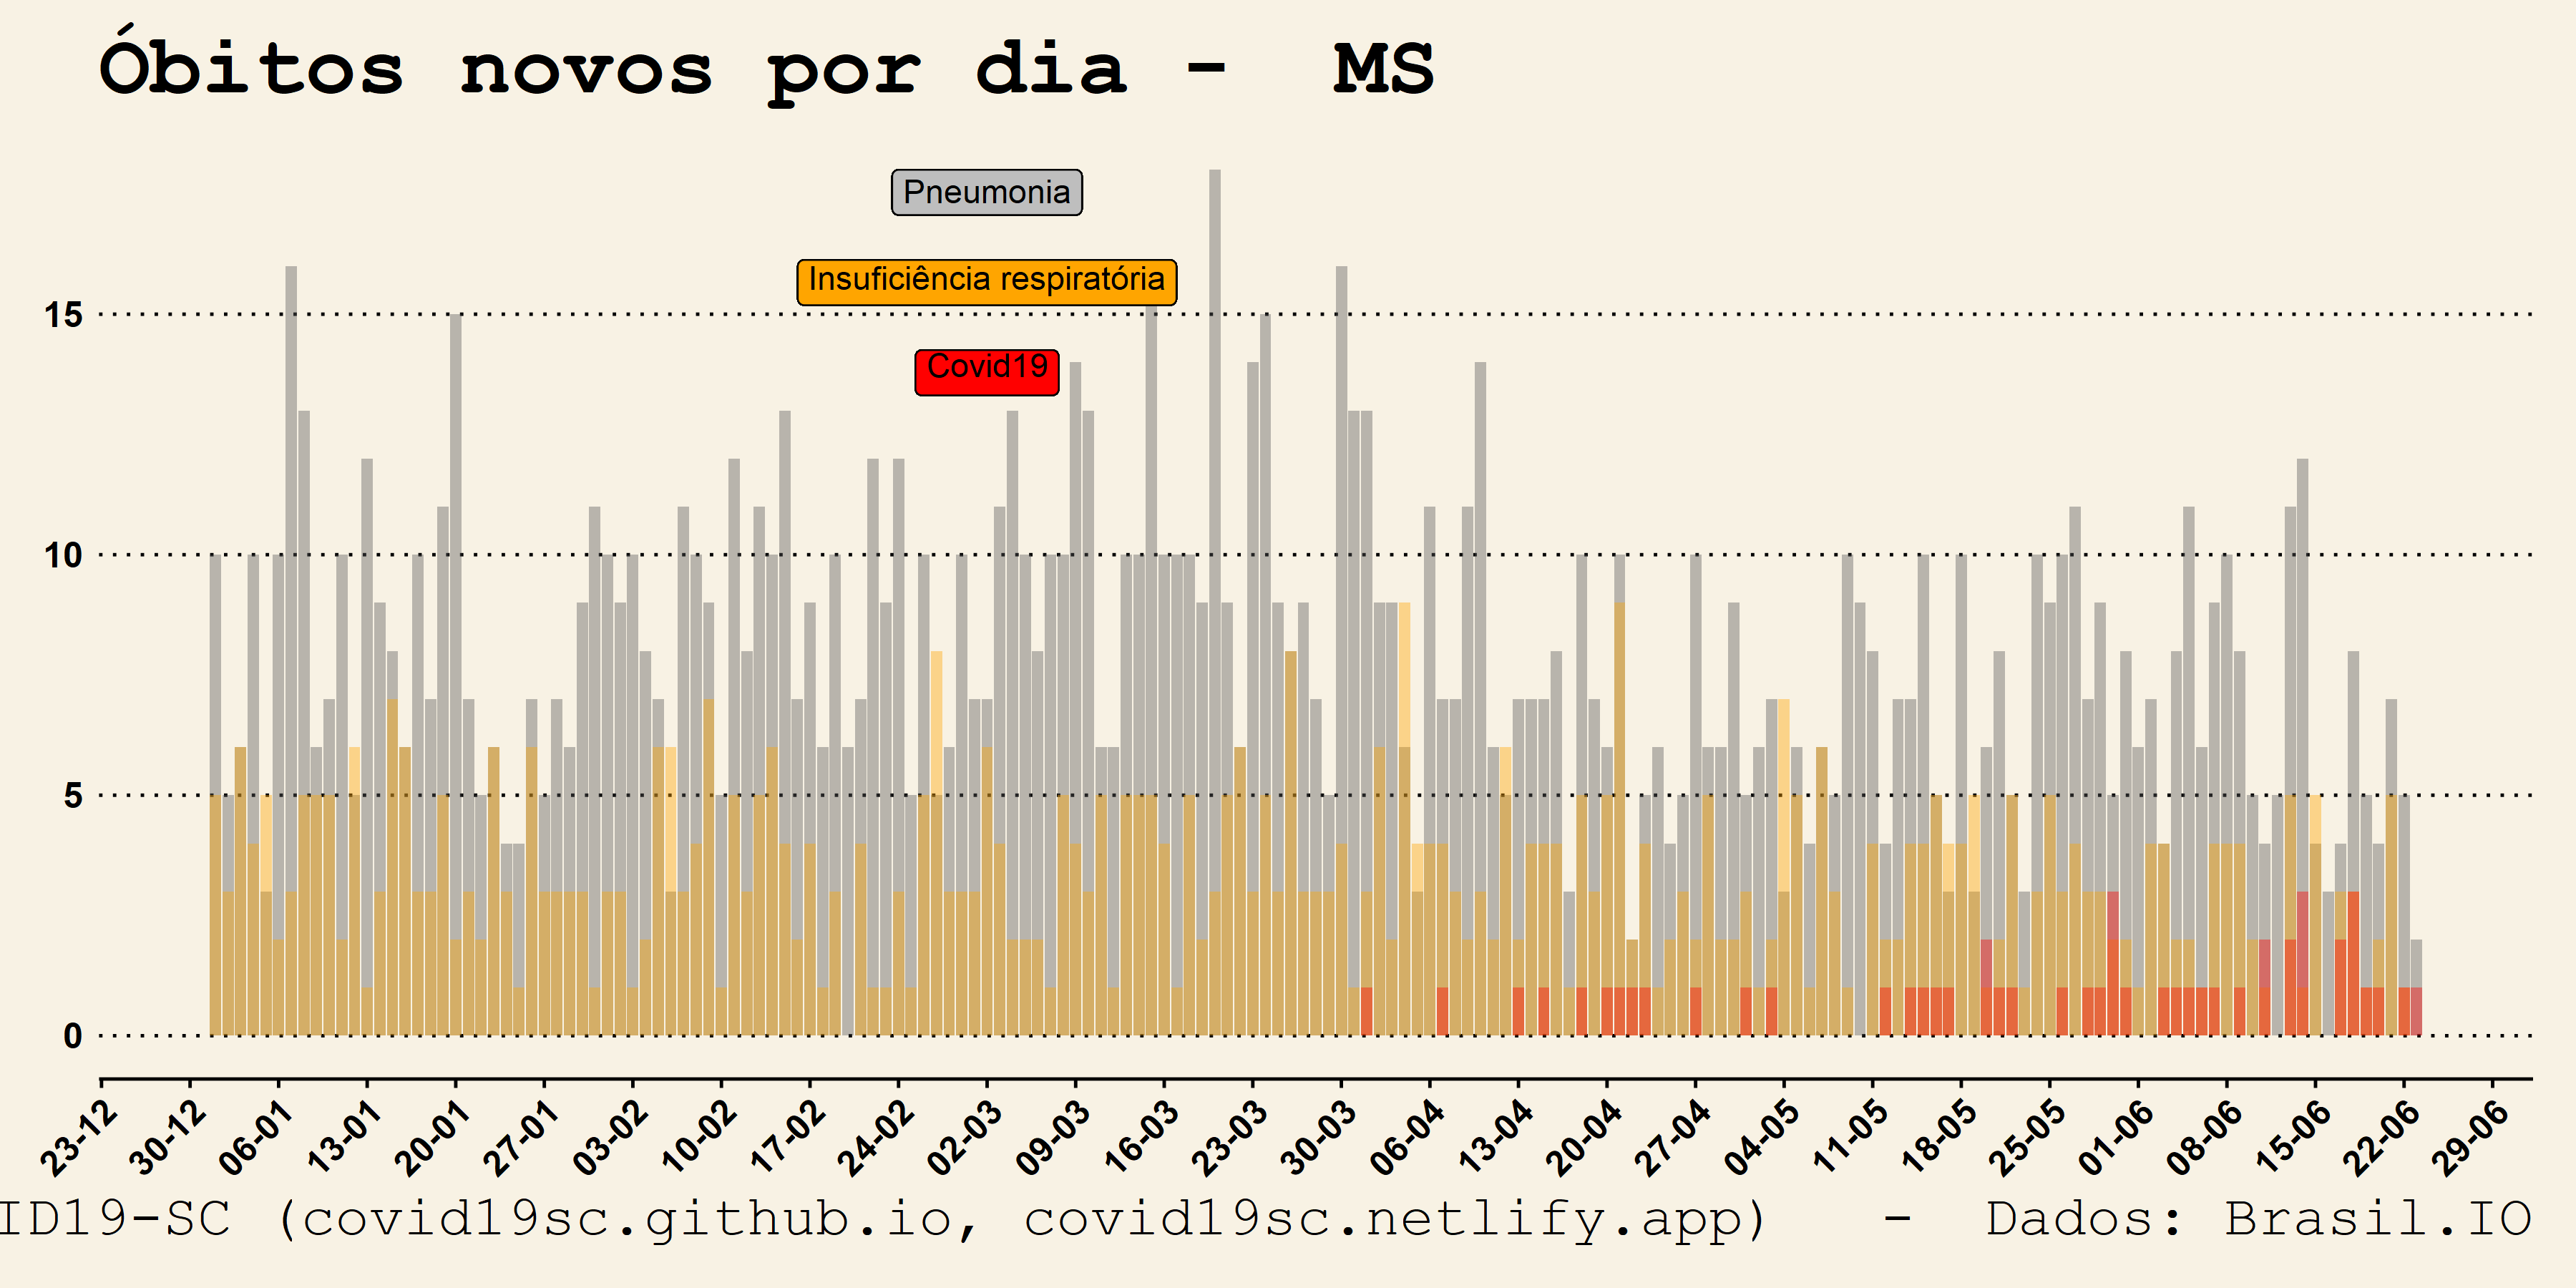 Óbitos novos por dia - MS
Pneumonia
Insuficiência respiratória
Covid19
15
10
5
0
23-12 30-12 06-01 13-01 20-01 27-01 03-02 10-02 17-02 24-02 02-03 09-03 16-03 23-03 30-03 06-04 13-04 20-04 27-04 04-05 11-05 18-05 25-05 01-06 08-06 15-06 22-06 29-06
ID19-SC (covid19sc.github.io, covid19sc.netlify.app) - Dados: Brasil.IO